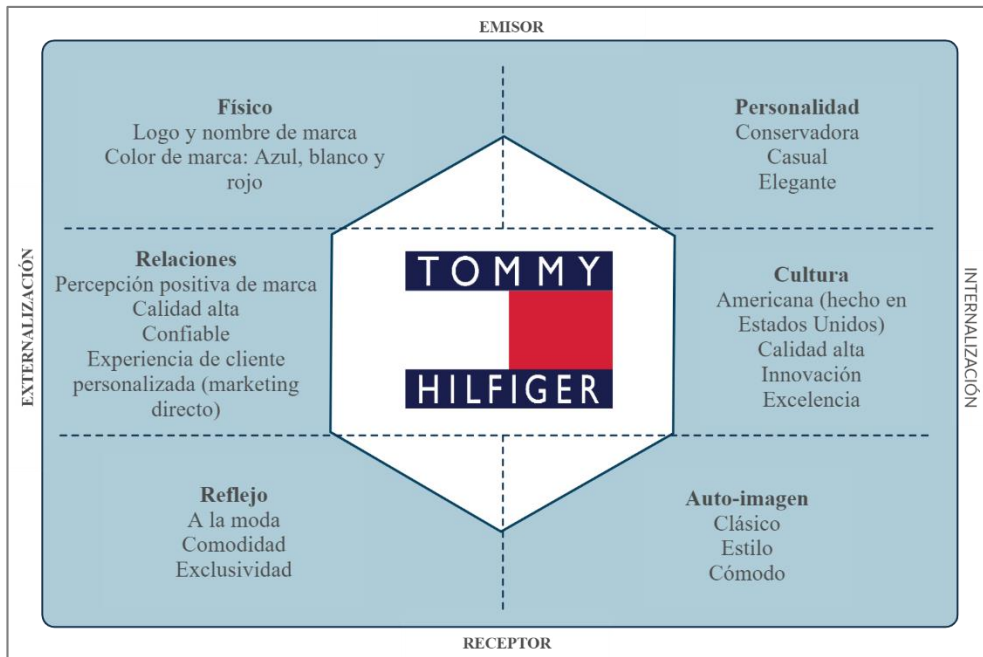 EMISOR
Físico
Logo y nombre de marca
Color de marca: Azul, blanco y
rojo
Personalidad
Conservadora
Casual
Elegante
EXTERNALIZACIÓN
Relaciones
Percepción positiva de marca
Calidad alta
Confiable
Experiencia de cliente
personalizada (marketing
directo)
TOMMY
HILFIGER
Cultura
Americana (hecho en
Estados Unidos)
Calidad alta
Innovación
Excelencia
INTERNALIZACIÓN
Reflejo
A la moda
Comodidad
Exclusividad
Auto-imagen
Clásico
Estilo
Cómodo
RECEPTOR